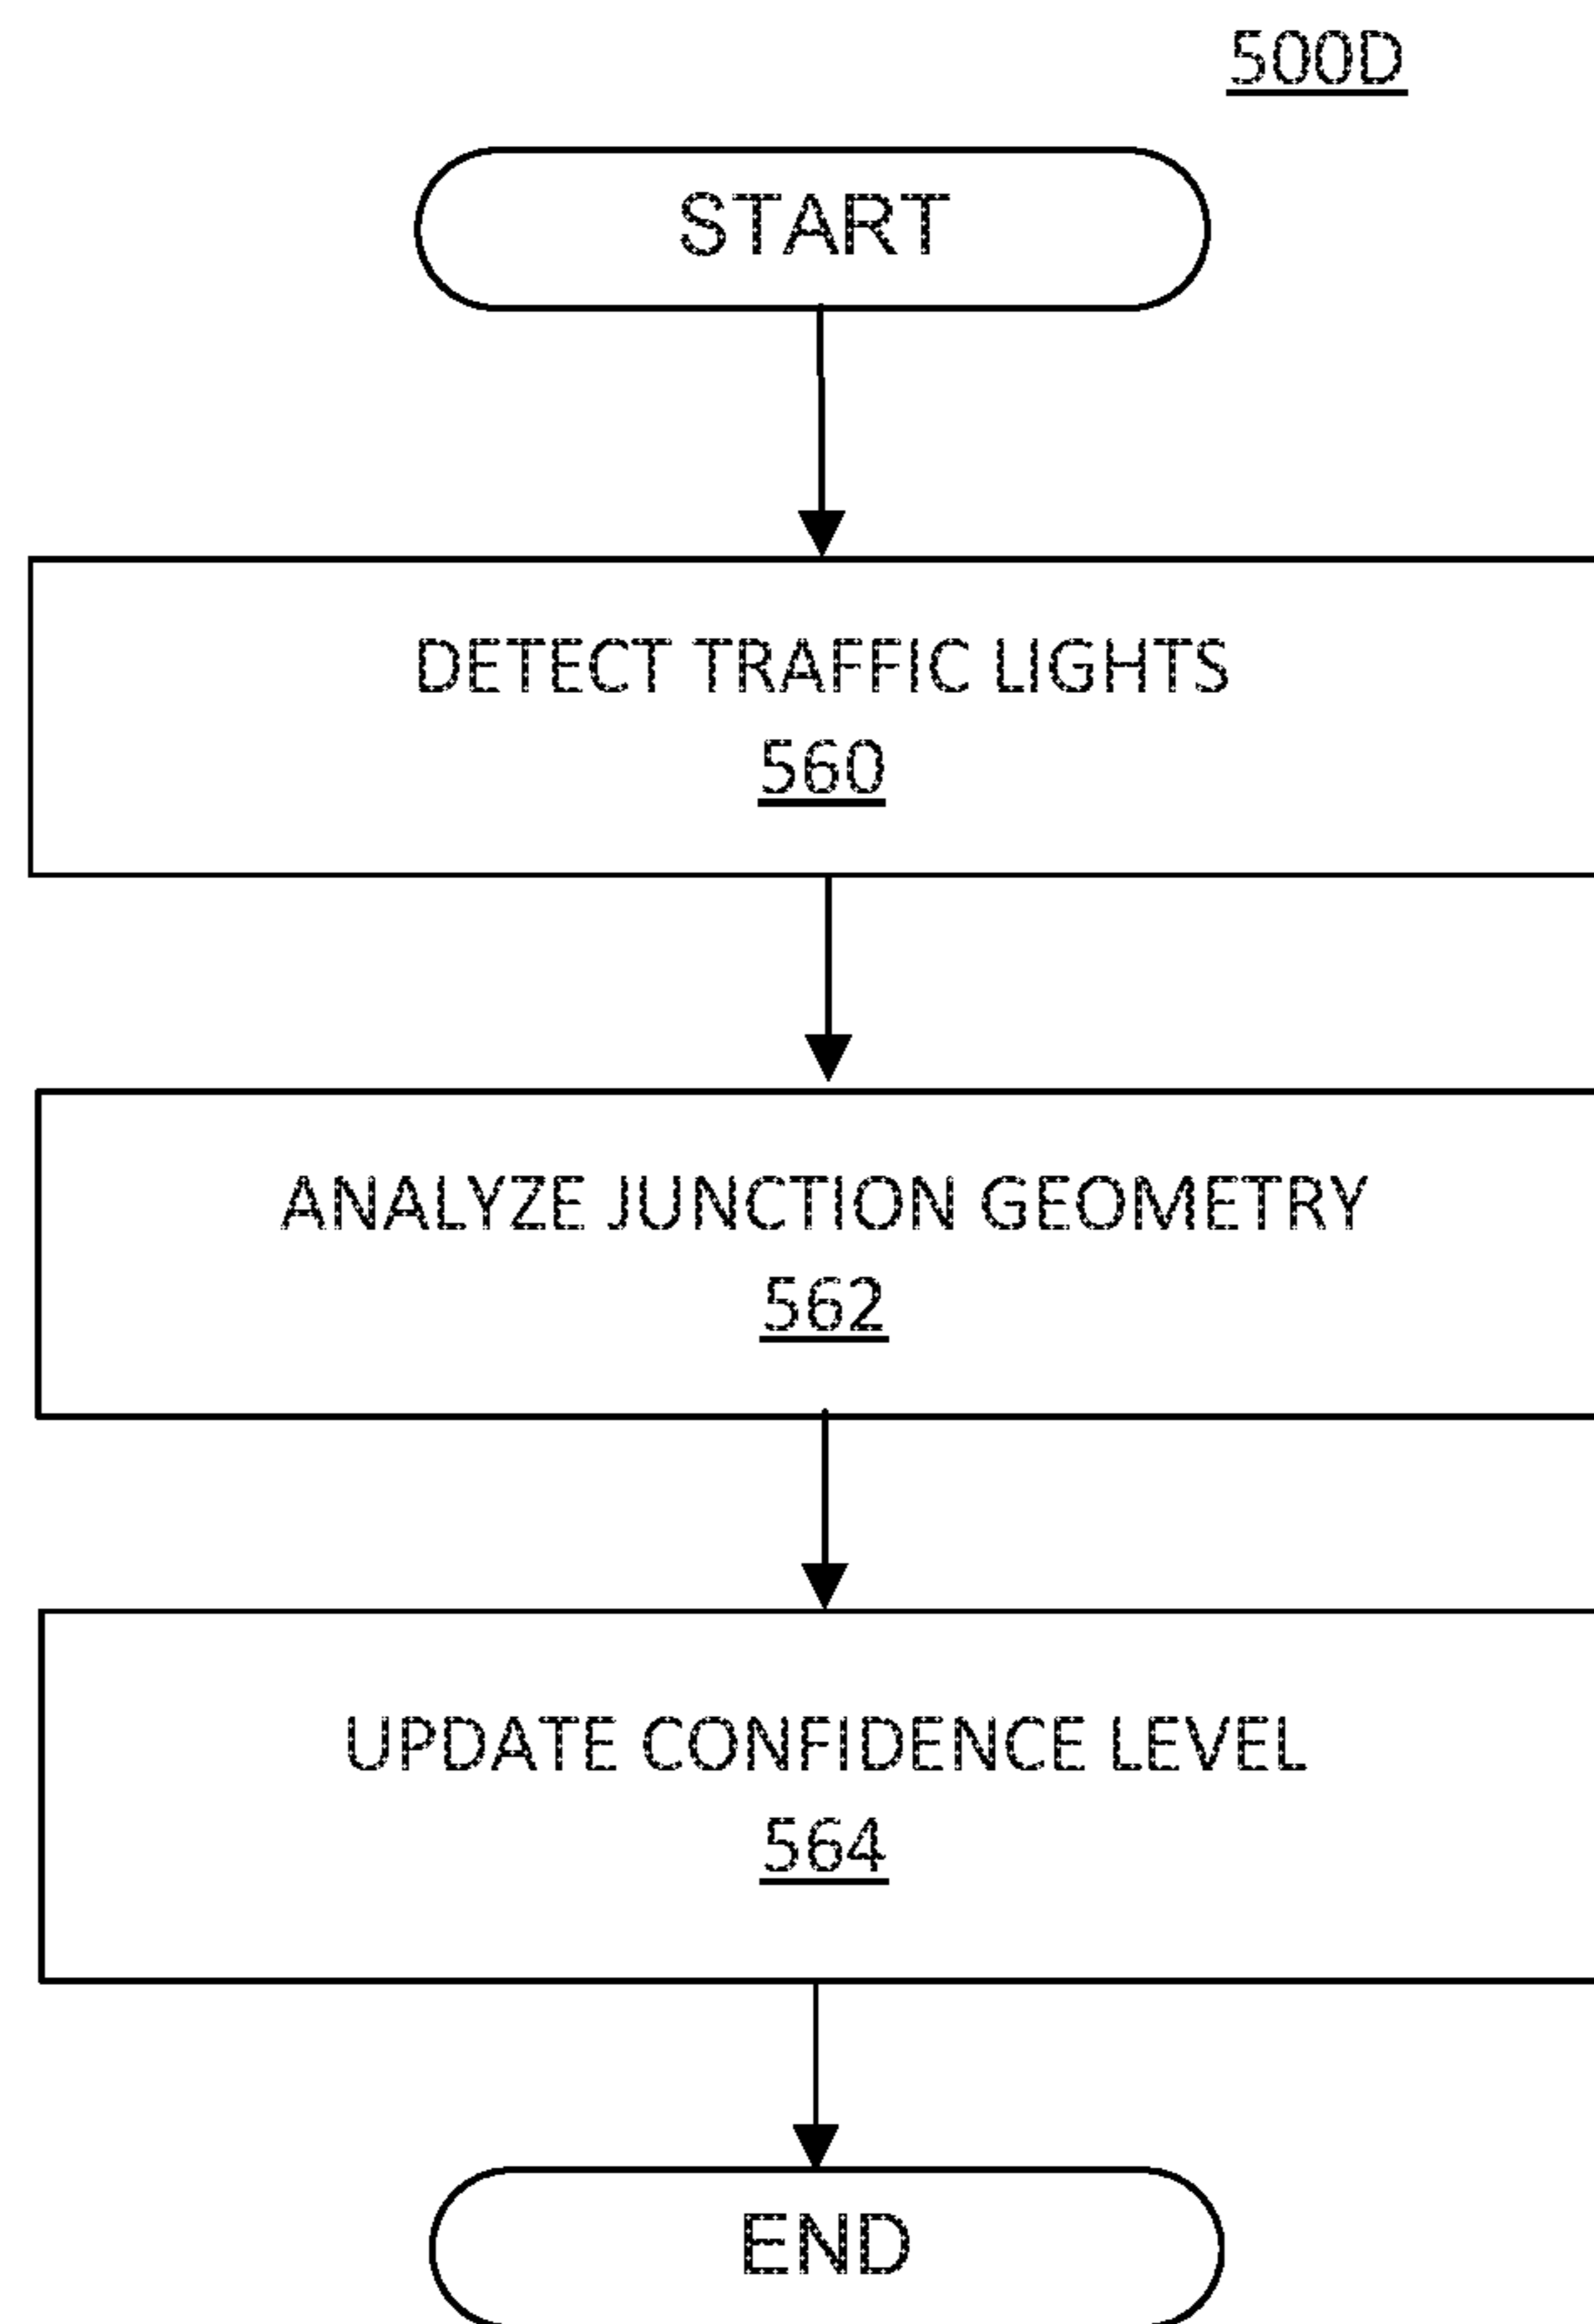 500D
START
DETECT TRAFFIC LIGHTS
560
ANALYZE JUNCTION GEOMETRY
562
UPDATE CONFIDENCE LEVEL
564
END